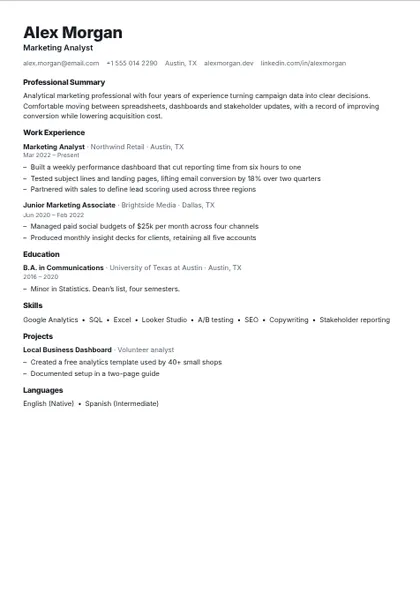 Alex Morgan
Marketing Analyst
alex.morgan@email.com +1 555 014 2290 Austin, TX alexmorgan.dev linkedin.com/in/alexmorgan
Professional Summary
Analytical marketing professional with four years of experience turning campaign data into clear decisions.
Comfortable moving between spreadsheets, dashboards and stakeholder updates, with a record of improving
conversion while lowering acquisition cost.
Work Experience
Marketing Analyst · Northwind Retail · Austin, TX
Mar 2022 – Present
– Built a weekly performance dashboard that cut reporting time from six hours to one
– Tested subject lines and landing pages, lifting email conversion by 18% over two quarters
– Partnered with sales to define lead scoring used across three regions
Junior Marketing Associate · Brightside Media · Dallas, TX
Jun 2020 – Feb 2022
– Managed paid social budgets of $25k per month across four channels
– Produced monthly insight decks for clients, retaining all five accounts
Education
B.A. in Communications · University of Texas at Austin · Austin, TX
2016 – 2020
– Minor in Statistics. Dean's list, four semesters.
Skills
Google Analytics • SQL • Excel • Looker Studio • A/B testing • SEO • Copywriting • Stakeholder reporting
Projects
Local Business Dashboard · Volunteer analyst
– Created a free analytics template used by 40+ small shops
– Documented setup in a two-page guide
Languages
English (Native) • Spanish (Intermediate)